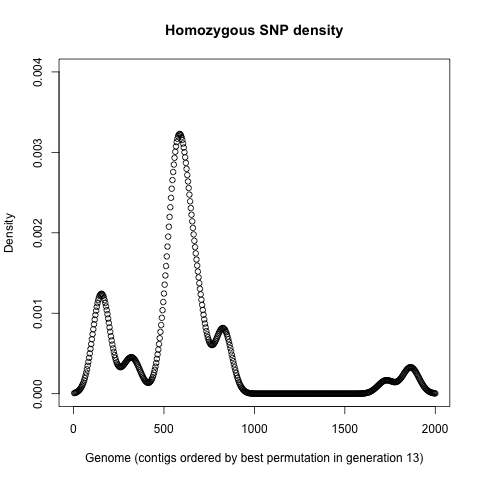 Homozygous SNP density
0.004
0.003
0.002
0.001
0.000
Density
0 500 1000 1500 2000
Genome (contigs ordered by best permutation in generation 13)